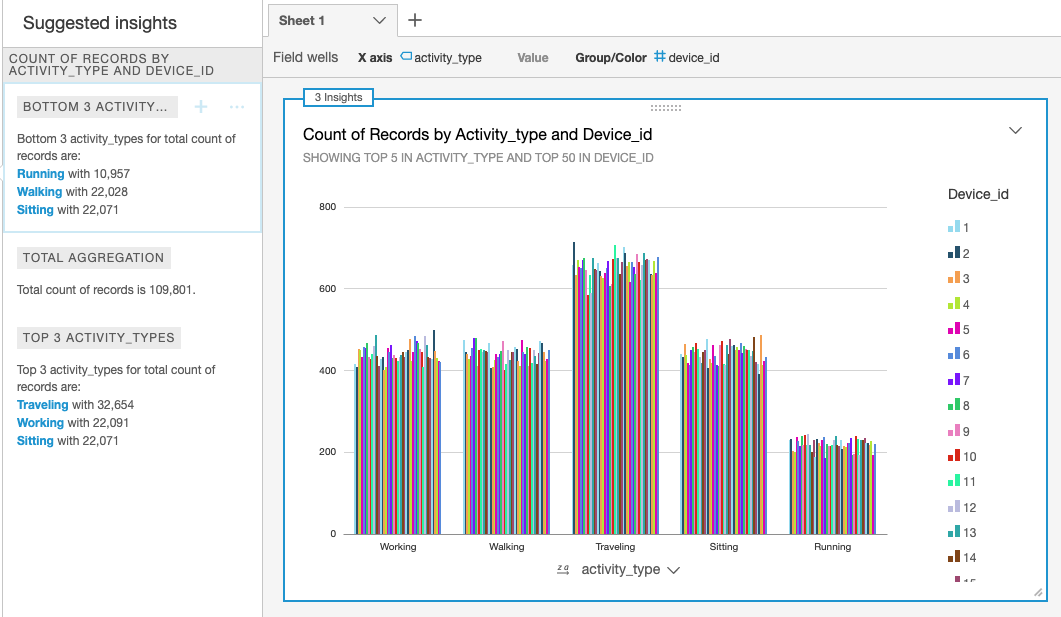 Suggested insights
COUNT OF RECORDS BY
ACTIVITY_TYPE AND DEVICE_ID
BOTTOM 3 ACTIVITY...
Bottom 3 activity_types for total count of
records are:
Running with 10,957
Walking with 22,028
Sitting with 22,071
TOTAL AGGREGATION
Total count of records is 109,801.
TOP 3 ACTIVITY_TYPES
Top 3 activity_types for total count of
records are:
Traveling with 32,654
Working with 22,091
Sitting with 22,071
Sheet 1
Field wells X axis activity_type Value Group/Color device_id
3 Insights
Count of Records by Activity_type and Device_id
SHOWING TOP 5 IN ACTIVITY_TYPE AND TOP 50 IN DEVICE_ID
800
600
400
200
0
Working Walking Traveling Sitting Running
activity_type
Device_id
1
2
3
4
5
6
7
8
9
10
11
12
13
14
15